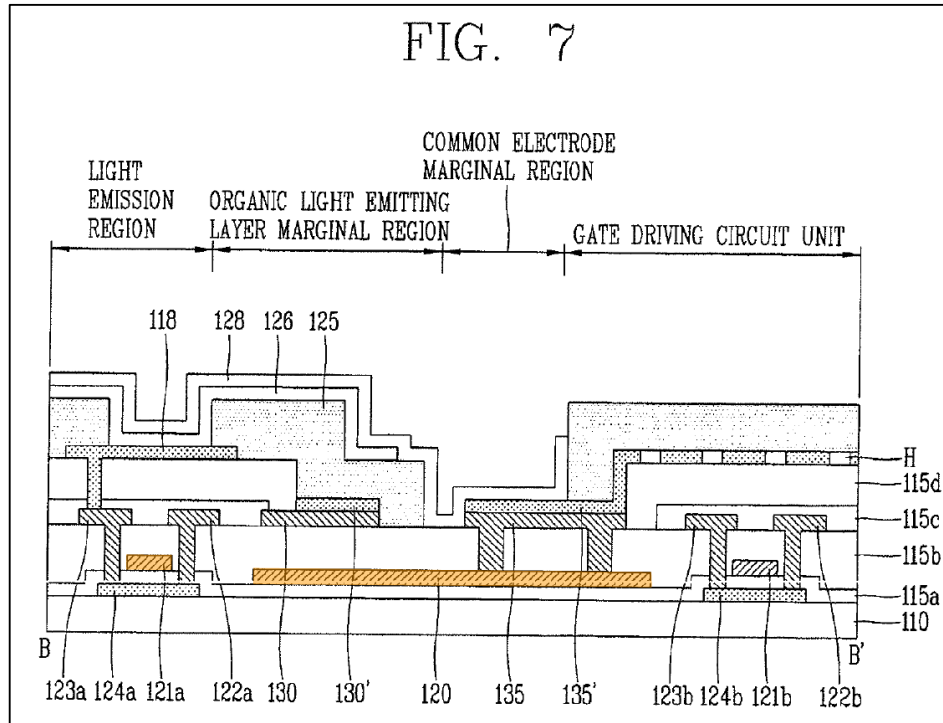 FIG. 7
COMMON ELECTRODE
MARGINAL REGION
LIGHT
EMISSION
REGION
ORGANIC LIGHT EMITTING
LAYER MARGINAL REGION
GATE DRIVING CIRCUIT UNIT
118 128 126 125
H
115d
115c
115b
115a
110
B B'
123a 124a 121a 122a 130 130' 120 135 135' 123b 124b 121b 122b